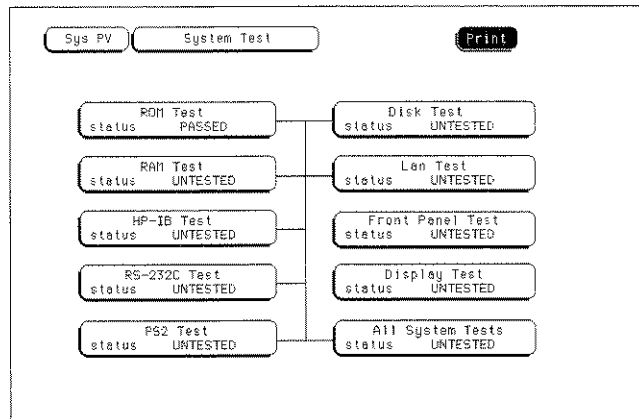 Sys PV
System Test
Print
ROM Test
status PASSED
Disk Test
status UNTESTED
RAM Test
status UNTESTED
Lan Test
status UNTESTED
HP-IB Test
status UNTESTED
Front Panel Test
status UNTESTED
RS-232C Test
status UNTESTED
Display Test
status UNTESTED
PS2 Test
status UNTESTED
All System Tests
status UNTESTED